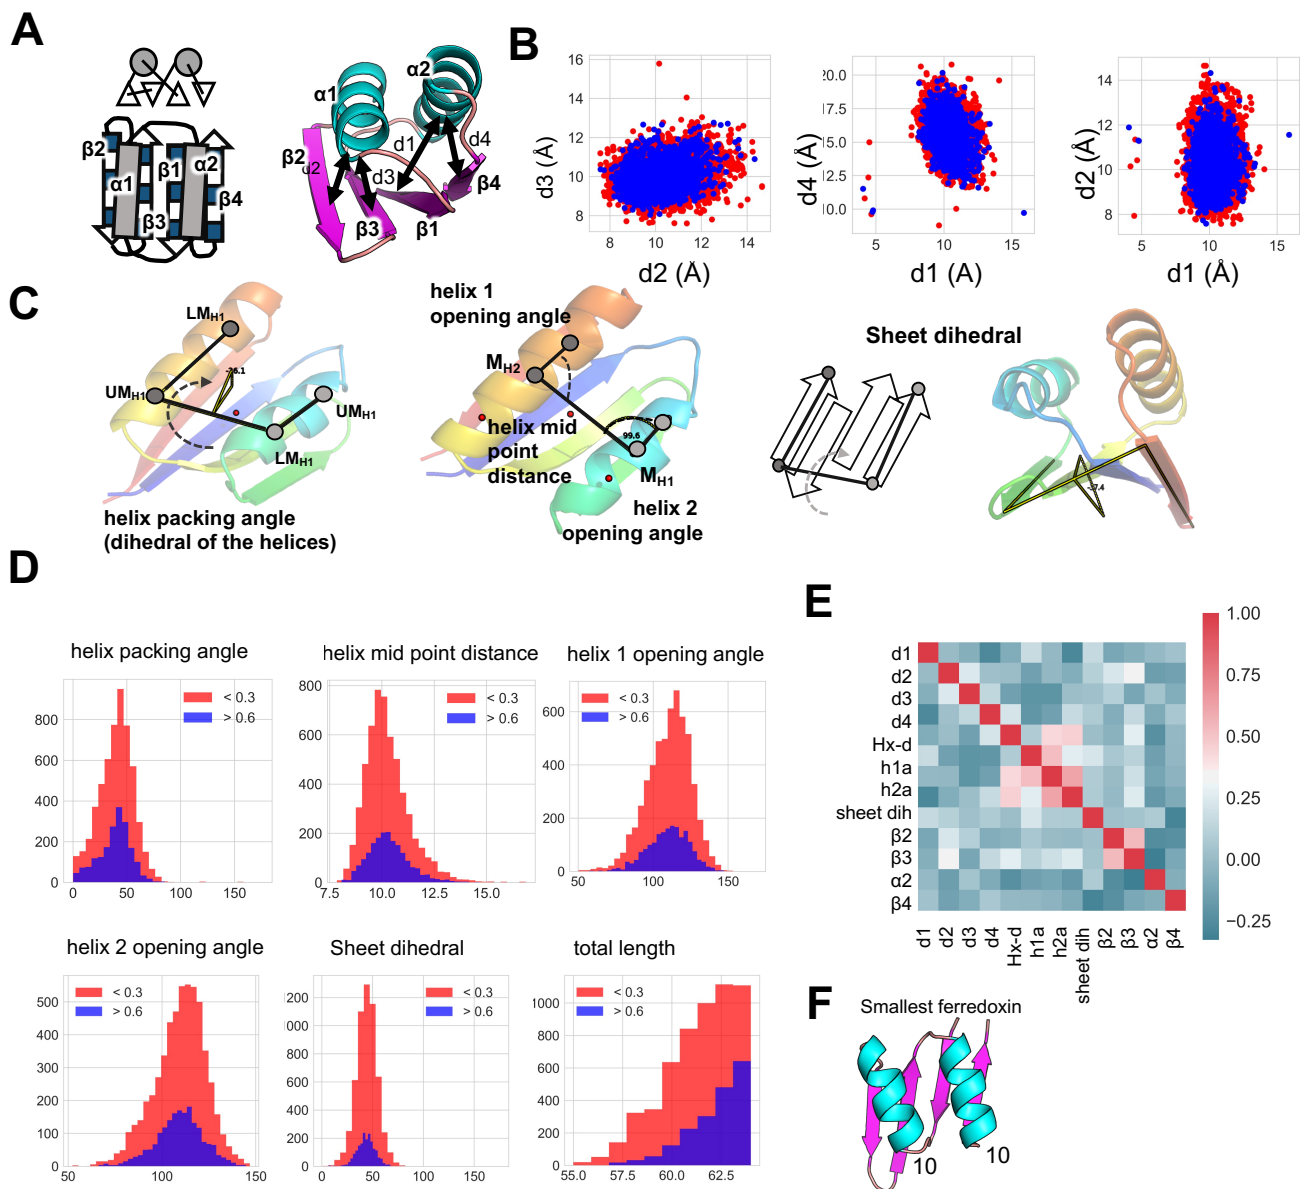 A
β2
α1
β1
α2
β3
β4
α1
α2
β2
d2
d1
d3
d4
β3
β1
β4
B
16
14
12
10
8
d3 (Å)
8
10
12
14
d2 (Å)
20.0
17.5
15.0
12.5
10.0
d4 (Å)
5
10
15
d1 (A)
14
12
10
8
d2 (Å)
5
10
15
d1 (Å)
C
LMH1
UMH1
-26.1
UMH1
LMH1
helix packing angle
(dihedral of the helices)
helix 1
opening angle
MH2
helix mid
point
distance
99.6
MH1
helix 2
opening angle
Sheet dihedral
-37.4
D
helix packing angle
< 0.3
> 0.6
800
600
400
200
0
0
50
100
150
helix mid point distance
< 0.3
> 0.6
800
600
400
200
0
7.5
10.0
12.5
15.0
helix 1 opening angle
< 0.3
> 0.6
600
400
200
0
50
100
150
helix 2 opening angle
< 0.3
> 0.6
500
400
300
200
100
0
50
100
150
Sheet dihedral
< 0.3
> 0.6
200
000
800
600
400
200
0
0
50
100
150
total length
< 0.3
> 0.6
1000
800
600
400
200
0
55.0
57.5
60.0
62.5
E
d1
d2
d3
d4
Hx-d
h1a
h2a
sheet dih
β2
β3
α2
β4
d1
d2
d3
d4
Hx-d
h1a
h2a
sheet dih
β2
β3
α2
β4
1.00
0.75
0.50
0.25
0.00
−0.25
F
Smallest ferredoxin
10
10